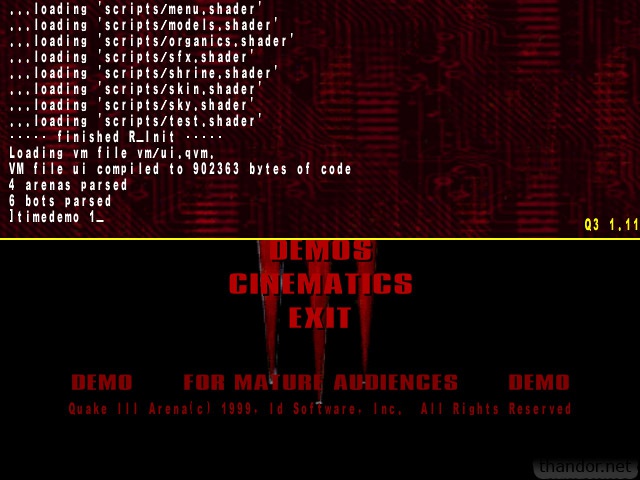 ...loading 'scripts/menu.shader'
...loading 'scripts/models.shader'
...loading 'scripts/organics.shader'
...loading 'scripts/sfx.shader'
...loading 'scripts/shrine.shader'
...loading 'scripts/skin.shader'
...loading 'scripts/sky.shader'
...loading 'scripts/test.shader'
----- finished R_Init -----
Loading vm file vm/ui.qvm.
VM file ui compiled to 902363 bytes of code
4 arenas parsed
6 bots parsed
]timedemo 1_
Q3 1.11
DEMOS
CINEMATICS
EXIT
DEMO FOR MATURE AUDIENCES DEMO
Quake III Arena(c) 1999, Id Software, Inc. All Rights Reserved
thandor.net